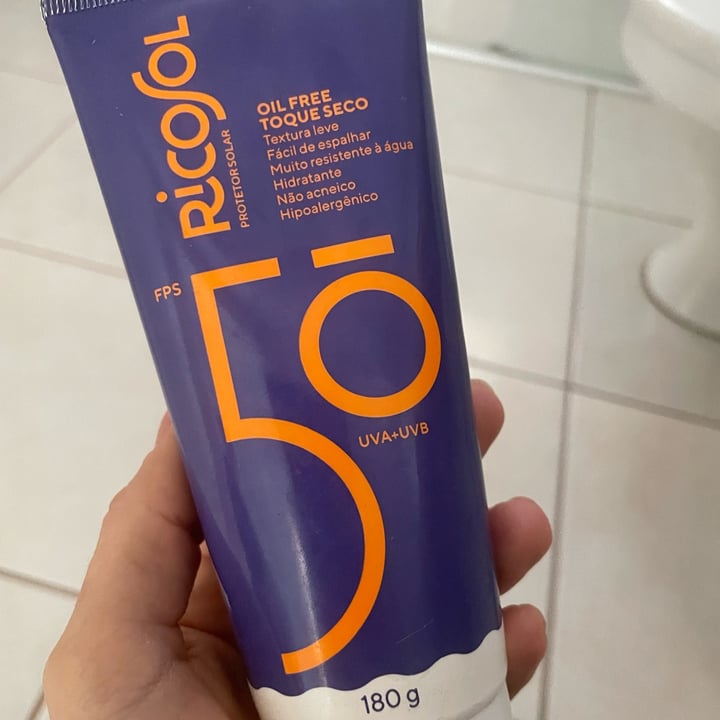 RICOSOL
PROTETOR SOLAR
OIL FREE
TOQUE SECO
Textura leve
Fácil de espalhar
Muito resistente à água
Hidratante
Não acneico
Hipoalergênico
FPS
50
UVA+UVB
180 g